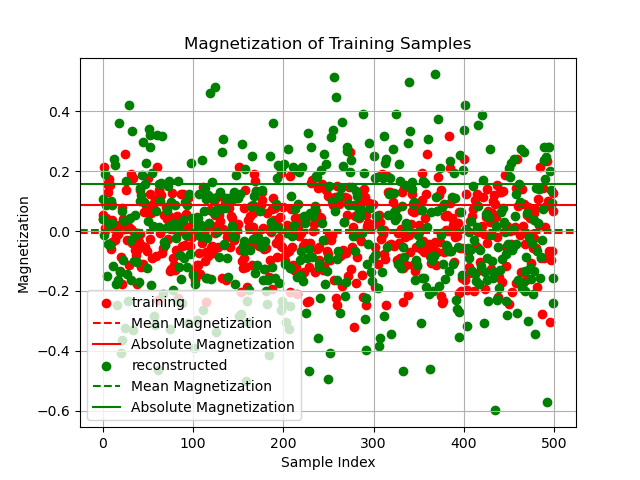 Magnetization of Training Samples
Magnetization
0.4
0.2
0.0
−0.2
−0.4
−0.6
training
Mean Magnetization
Absolute Magnetization
reconstructed
Mean Magnetization
Absolute Magnetization
0 100 200 300 400 500
Sample Index